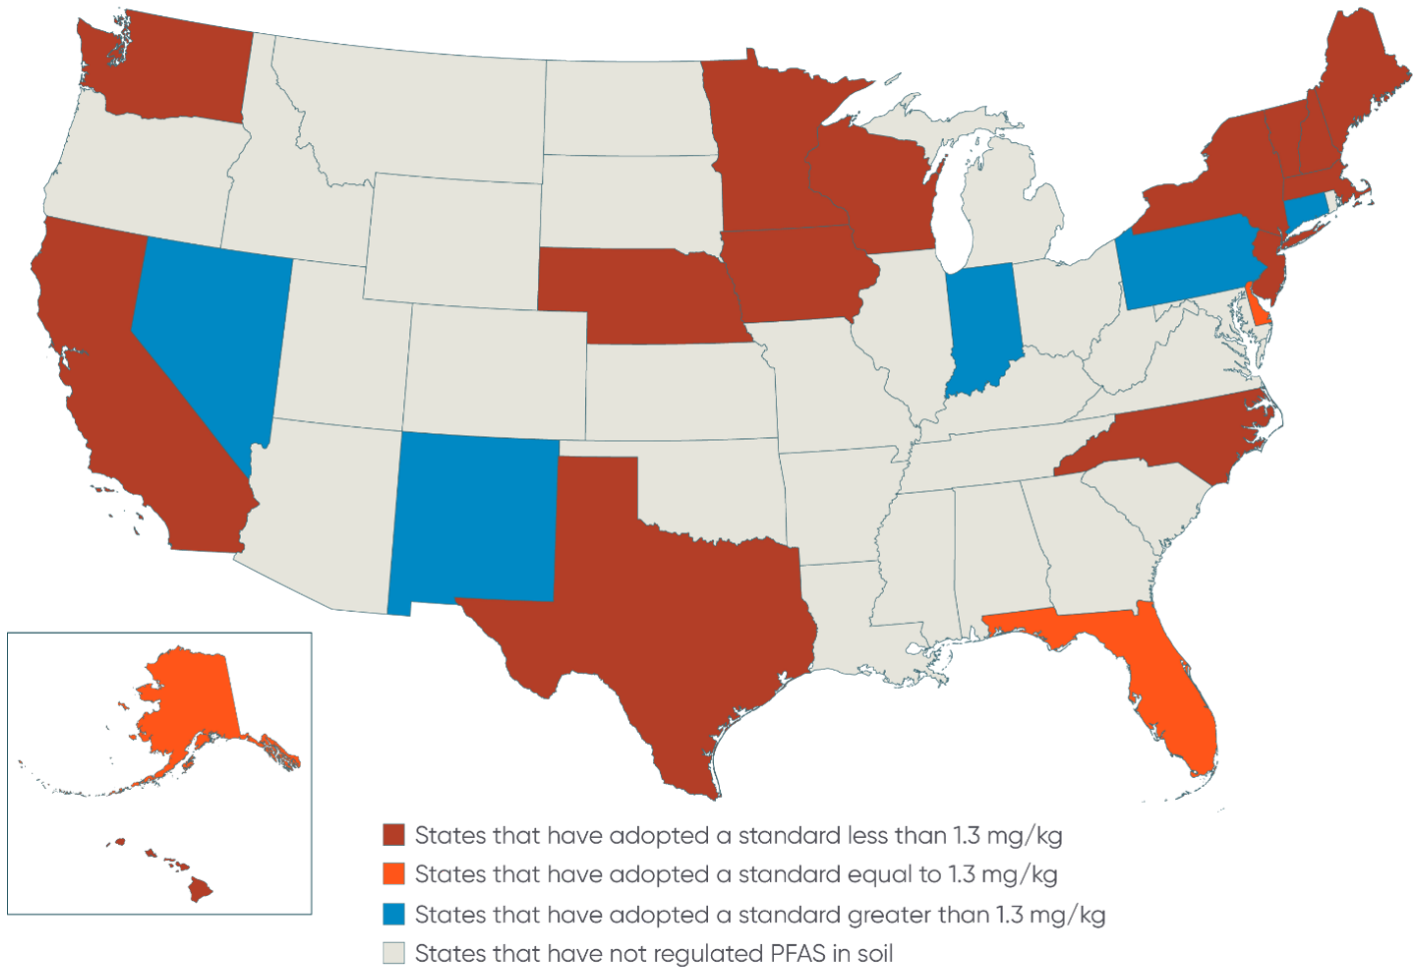 States that have adopted a standard less than 1.3 mg/kg
States that have adopted a standard equal to 1.3 mg/kg
States that have adopted a standard greater than 1.3 mg/kg
States that have not regulated PFAS in soil